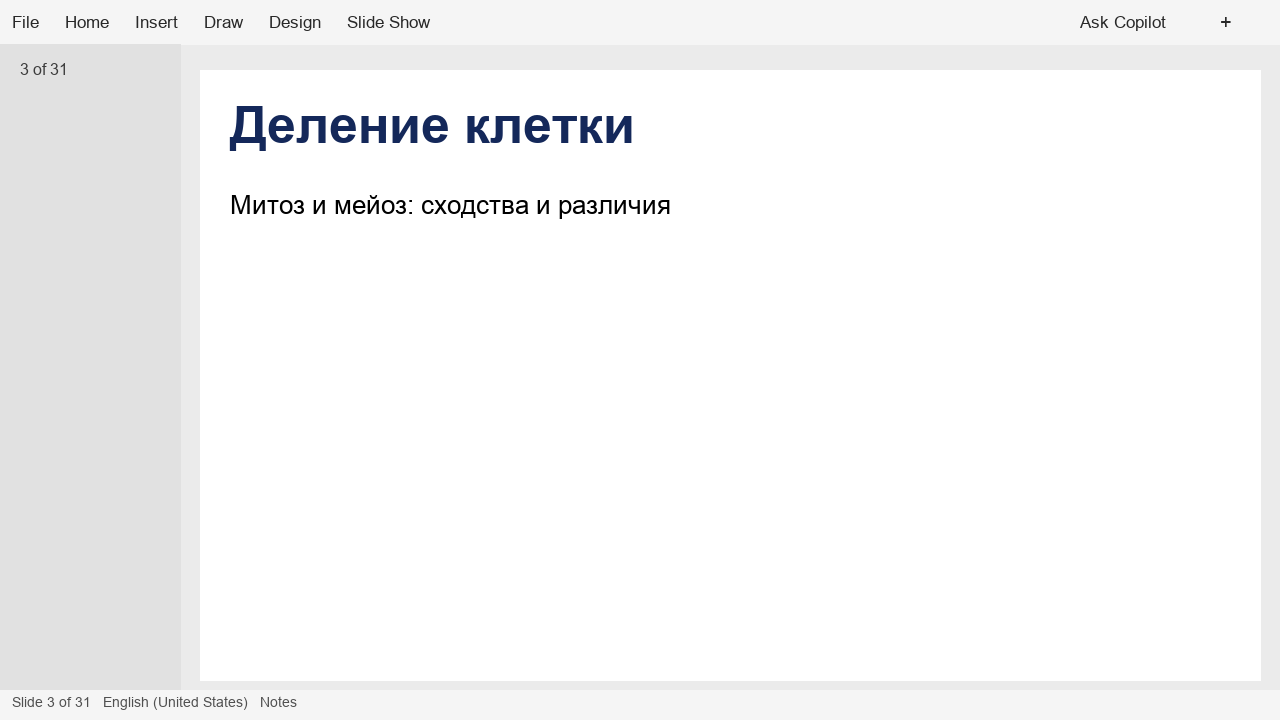 File Home Insert Draw Design Slide Show Ask Copilot +
3 of 31
Деление клетки
Митоз и мейоз: сходства и различия
Slide 3 of 31 English (United States) Notes